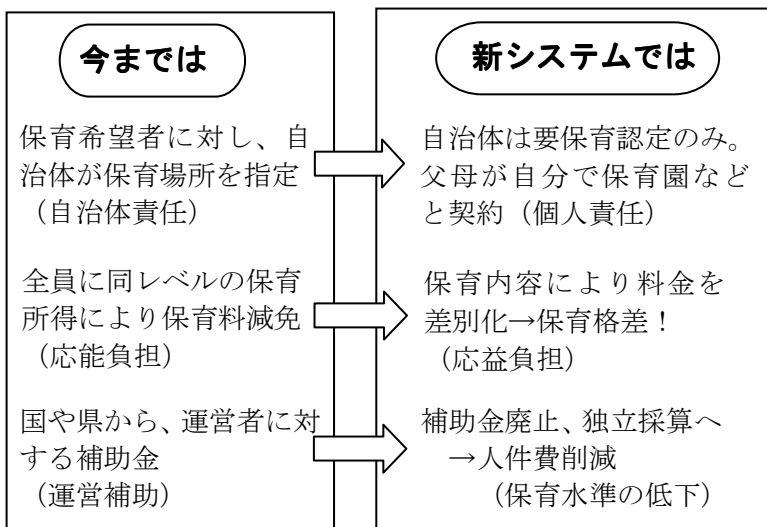 今までは
保育希望者に対し、自
治体が保育場所を指定
（自治体責任）
全員に同レベルの保育
所得により保育料減免
（応能負担）
国や県から、運営者に対
する補助金
（運営補助）
新システムでは
自治体は要保育認定のみ。
父母が自分で保育園など
と契約（個人責任）
保育内容により料金を
差別化→保育格差！
（応益負担）
補助金廃止、独立採算へ
→人件費削減
（保育水準の低下）